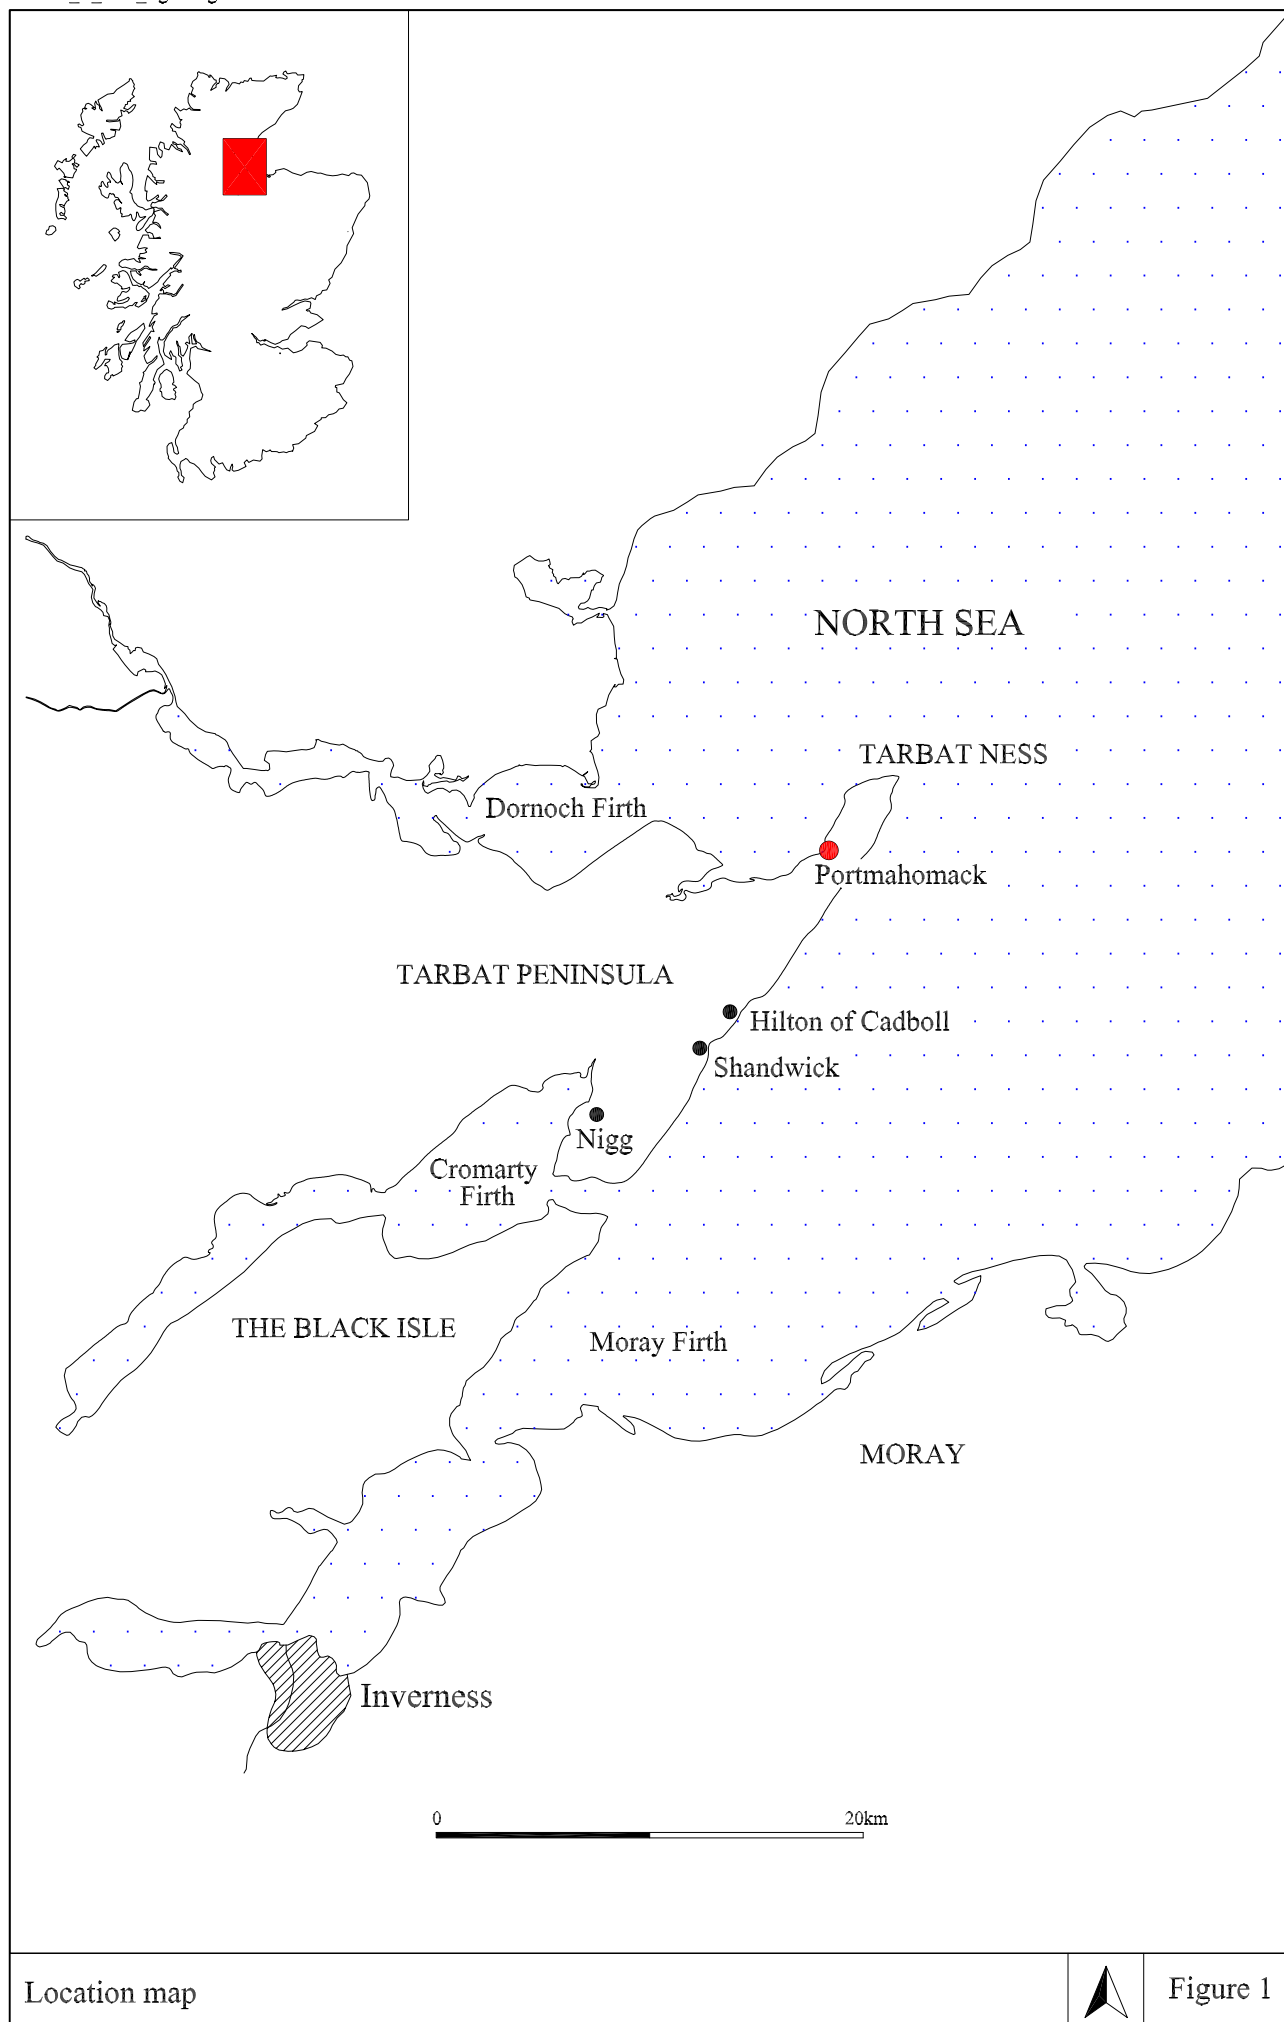 NORTH SEA
TARBAT NESS
Dornoch Firth
Portmahomack
TARBAT PENINSULA
Hilton of Cadboll
Shandwick
Nigg
Cromarty
Firth
THE BLACK ISLE
Moray Firth
MORAY
Inverness
0 20km
Location map
Figure 1